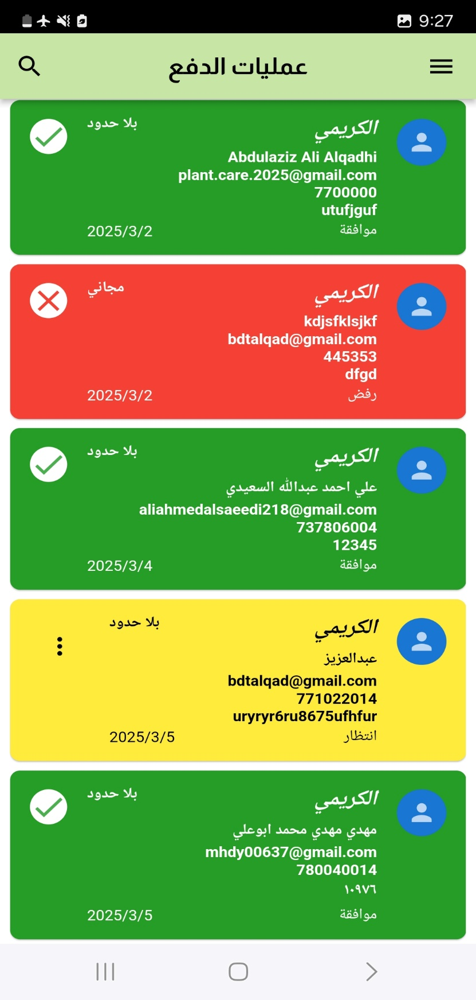 9:27
عمليات الدفع
الكريمي
بلا حدود
Abdulaziz Ali Alqadhi
plant.care.2025@gmail.com
7700000
utufjguf
موافقة
2025/3/2
الكريمي
مجاني
kdjsfklsjkf
bdtalqad@gmail.com
445353
dfgd
رفض
2025/3/2
الكريمي
بلا حدود
علي احمد عبدالله السعيدي
aliahmedalsaeedi218@gmail.com
737806004
12345
موافقة
2025/3/4
الكريمي
بلا حدود
عبدالعزيز
bdtalqad@gmail.com
771022014
uryryr6ru8675ufhfur
انتظار
2025/3/5
الكريمي
بلا حدود
مهدي مهدي محمد ابوعلي
mhdy00637@gmail.com
780040014
١٠٩٧٦
موافقة
2025/3/5